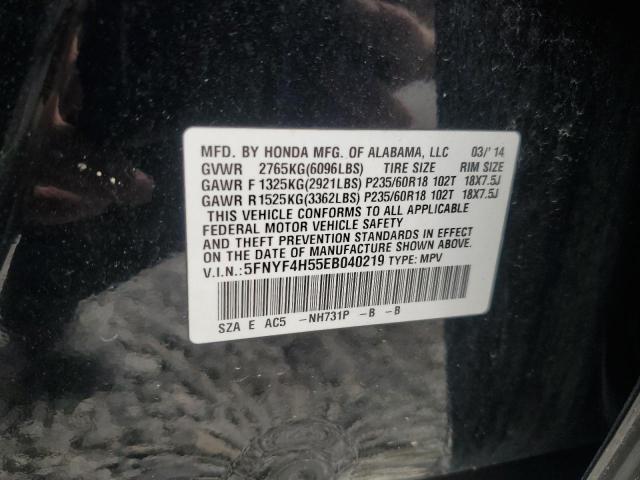 MFD. BY HONDA MFG. OF ALABAMA, LLC 03/'14
GVWR 2765KG(6096LBS) TIRE SIZE RIM SIZE
GAWR F 1325KG(2921LBS) P235/60R18 102T 18X7.5J
GAWR R 1525KG(3362LBS) P235/60R18 102T 18X7.5J
THIS VEHICLE CONFORMS TO ALL APPLICABLE
FEDERAL MOTOR VEHICLE SAFETY
AND THEFT PREVENTION STANDARDS IN EFFECT
ON THE DATE OF MANUFACTURE SHOWN ABOVE.
V.I.N.: 5FNYF4H55EB040219 TYPE: MPV
SZA E AC5 -NH731P -B -B